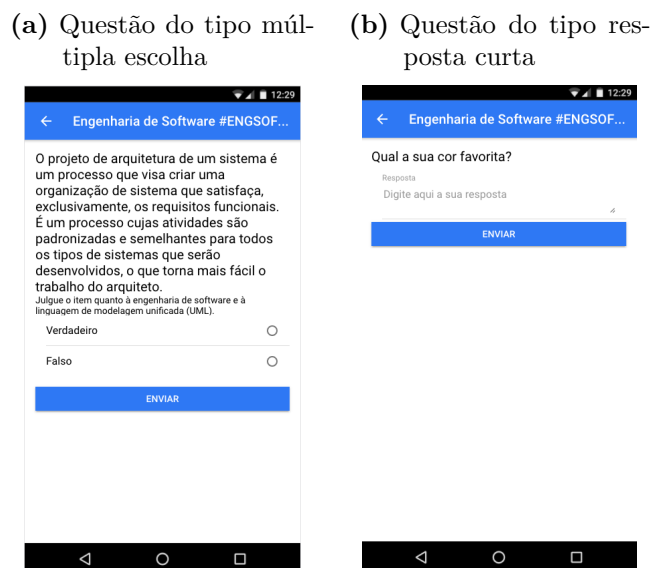 (a) Questão do tipo múl-
tipla escolha
12:29
Engenharia de Software #ENGSOF...
O projeto de arquitetura de um sistema é
um processo que visa criar uma
organização de sistema que satisfaça,
exclusivamente, os requisitos funcionais.
É um processo cujas atividades são
padronizadas e semelhantes para todos
os tipos de sistemas que serão
desenvolvidos, o que torna mais fácil o
trabalho do arquiteto.
Julgue o item quanto à engenharia de software e à
linguagem de modelagem unificada (UML).
Verdadeiro
Falso
ENVIAR
(b) Questão do tipo res-
posta curta
12:29
Engenharia de Software #ENGSOF...
Qual a sua cor favorita?
Resposta
Digite aqui a sua resposta
ENVIAR